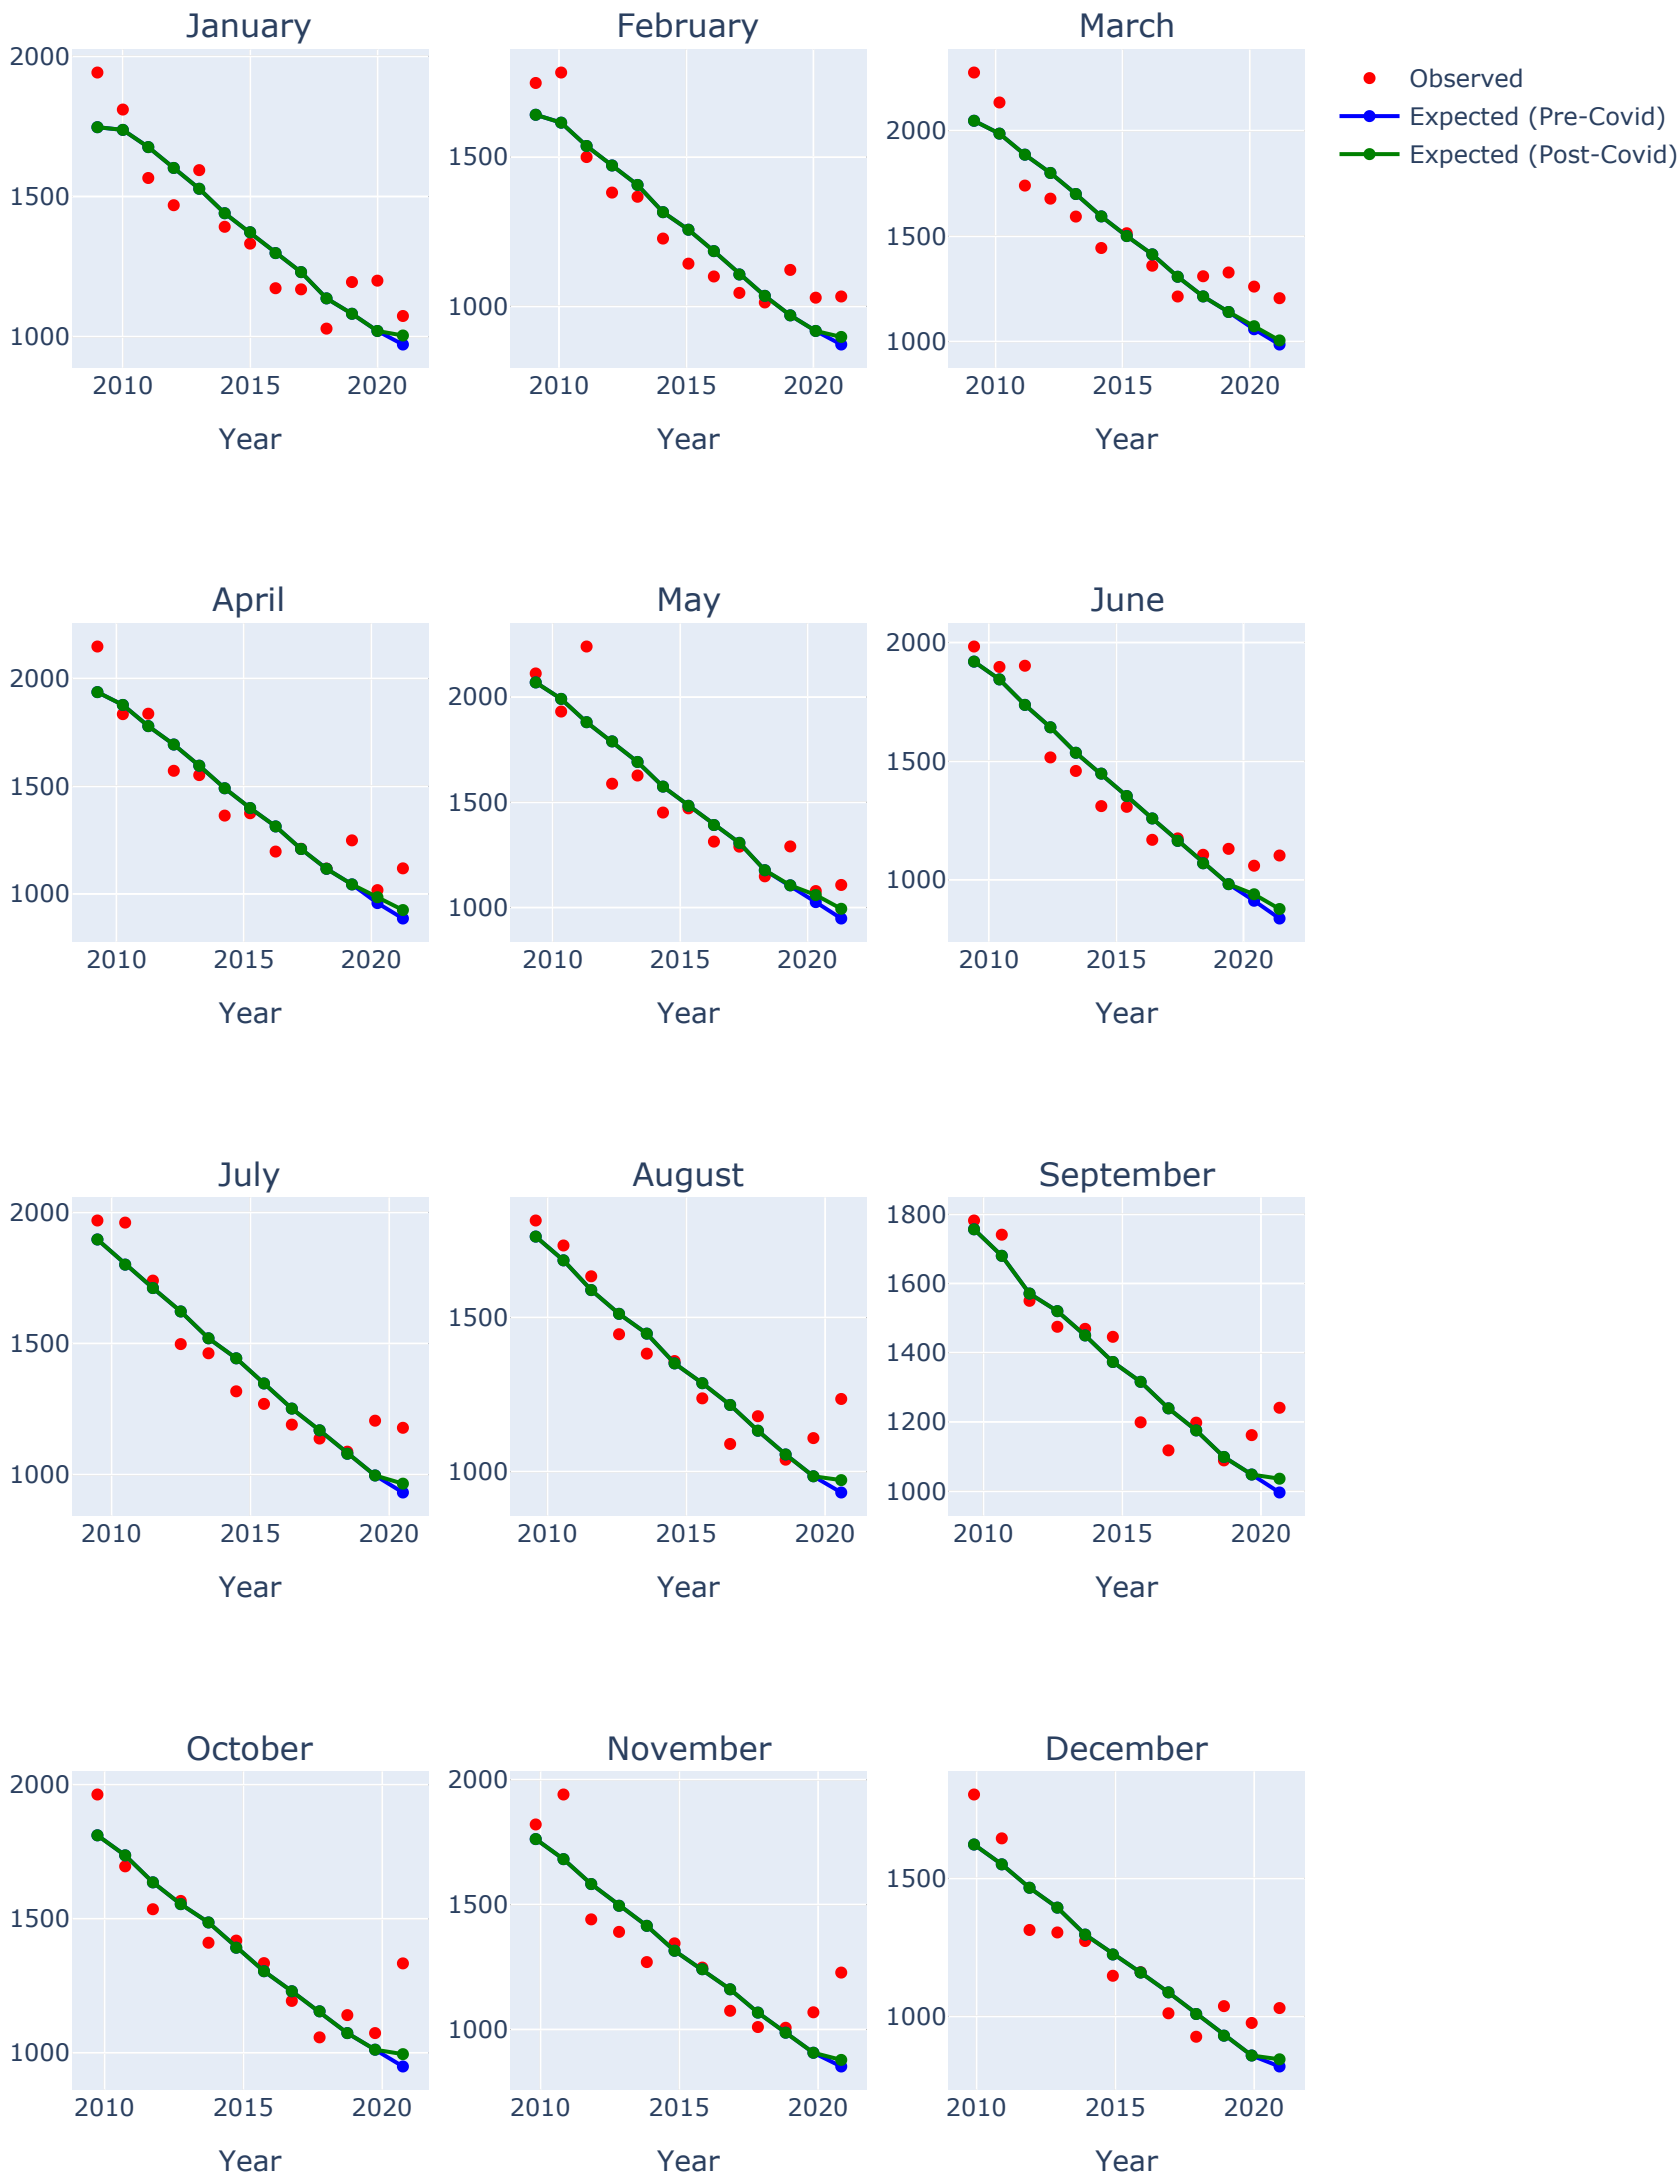 January
February
March
2000
1500
1000
2010
2015
2020
Year
1500
1000
2010
2015
2020
Year
2000
1500
1000
2010
2015
2020
Year
Observed
Expected (Pre-Covid)
Expected (Post-Covid)
April
May
June
2000
1500
1000
2010
2015
2020
Year
2000
1500
1000
2010
2015
2020
Year
2000
1500
1000
2010
2015
2020
Year
July
August
September
2000
1500
1000
2010
2015
2020
Year
1500
1000
2010
2015
2020
Year
1800
1600
1400
1200
1000
2010
2015
2020
Year
October
November
December
2000
1500
1000
2010
2015
2020
Year
2000
1500
1000
2010
2015
2020
Year
1500
1000
2010
2015
2020
Year